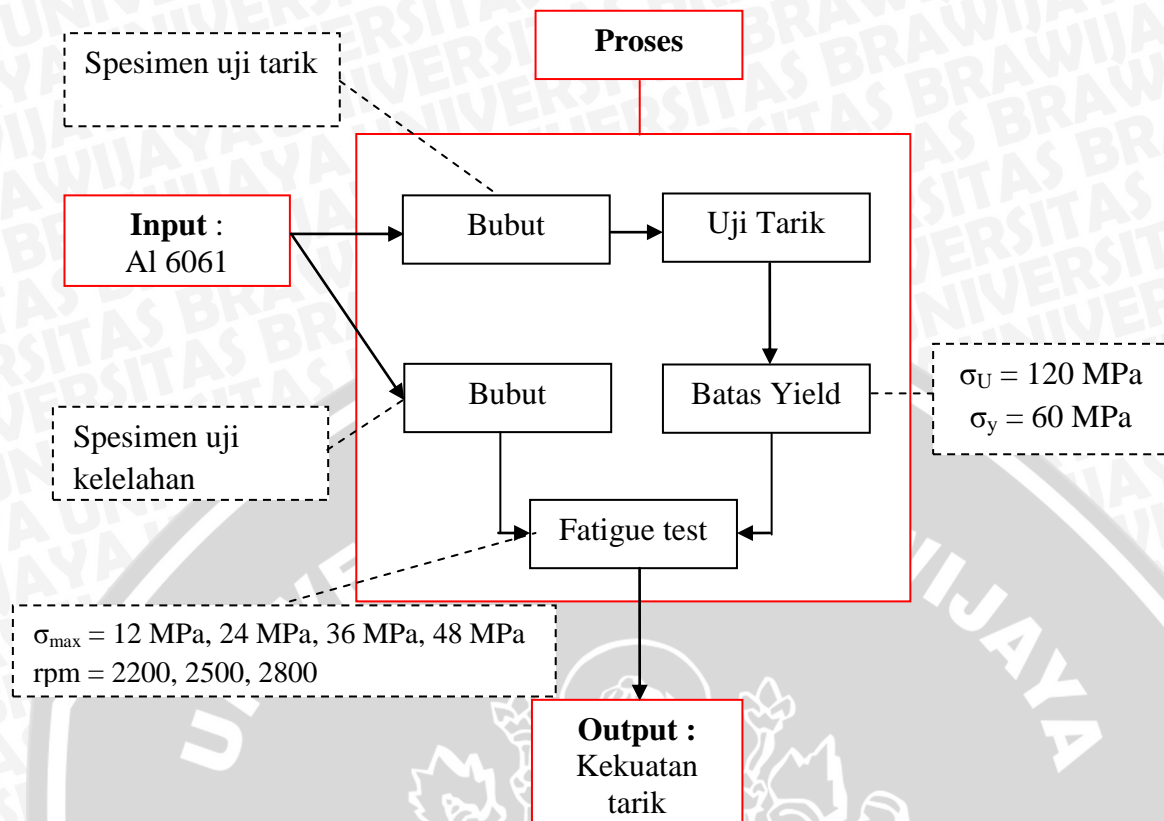 Proses
Spesimen uji tarik
Input :
Al 6061
Bubut
Uji Tarik
Bubut
Batas Yield
σU = 120 MPa
σy = 60 MPa
Spesimen uji
kelelahan
Fatigue test
σmax = 12 MPa, 24 MPa, 36 MPa, 48 MPa
rpm = 2200, 2500, 2800
Output :
Kekuatan
tarik